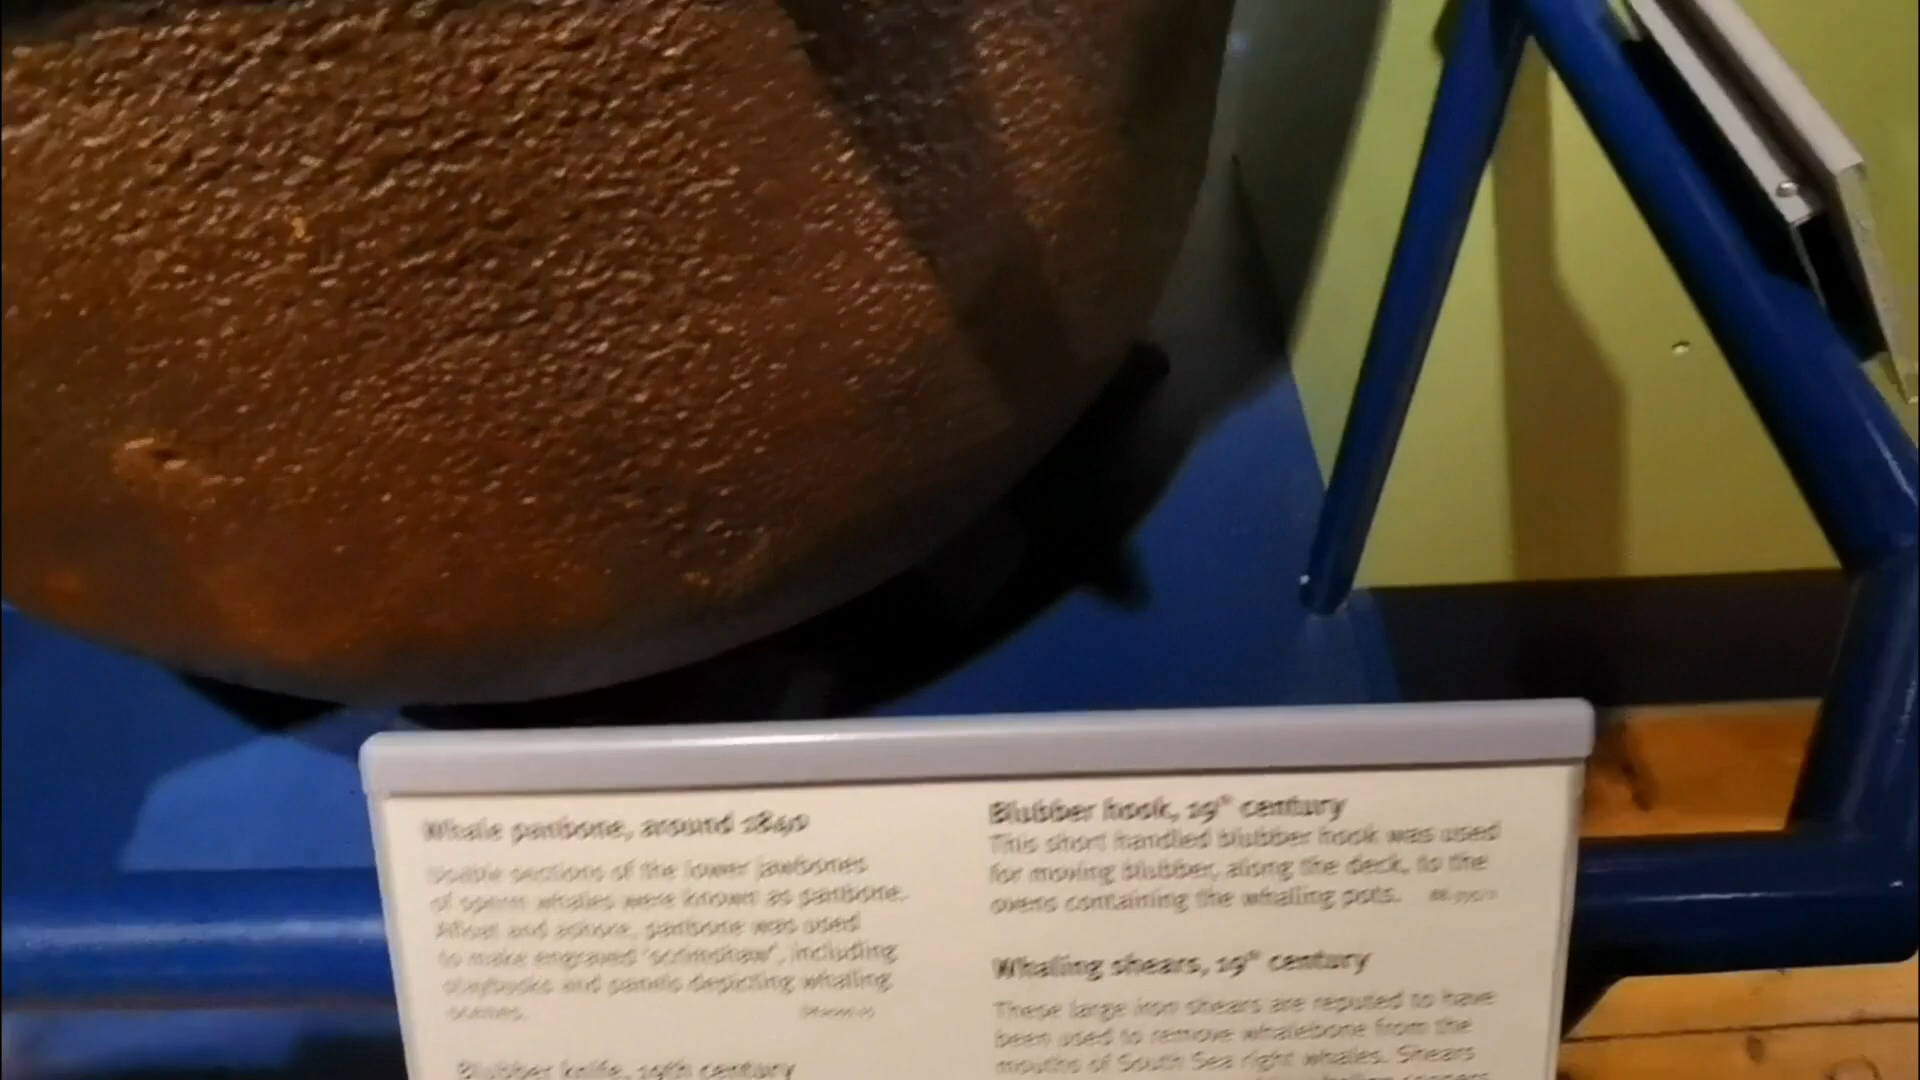 Whale panbone, around 1840
Usable sections of the lower jawbones
of sperm whales were known as panbone.
Afloat and ashore, panbone was used
to make engraved 'scrimshaw', including
staybusks and panels depicting whaling
scenes.
Blubber knife, 19th century
Blubber hook, 19th century
This short handled blubber hook was used
for moving blubber, along the deck, to the
ovens containing the whaling pots.
Whaling shears, 19th century
These large iron shears are reputed to have
been used to remove whalebone from the
mouths of South Sea right whales. Shears